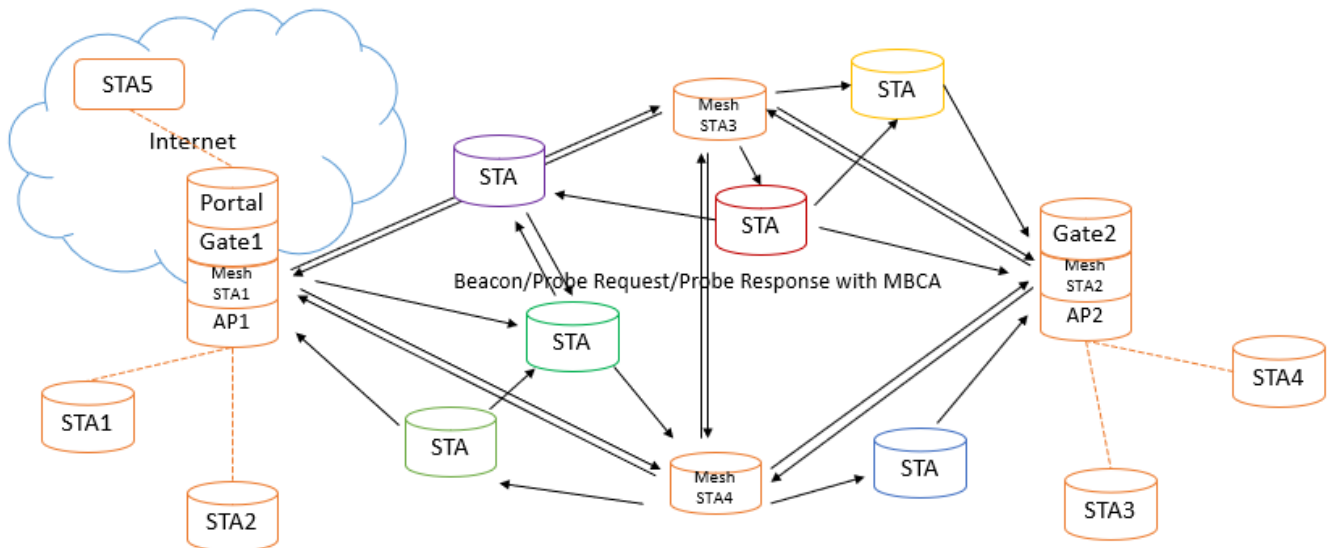 STA5
Internet
Portal
Gate1
Mesh
STA1
AP1
STA1
STA2
STA
Mesh
STA3
STA
STA
Beacon/Probe Request/Probe Response with MBCA
STA
STA
Mesh
STA4
STA
Gate2
Mesh
STA2
AP2
STA4
STA3